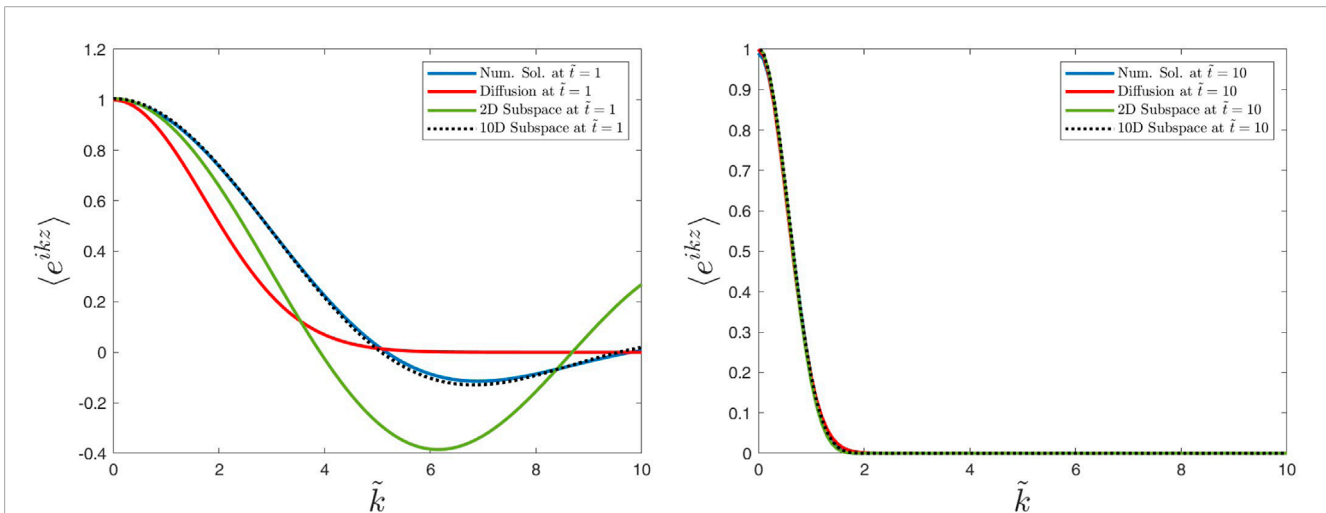 1.2
1
0.8
0.6
0.4
0.2
0
-0.2
-0.4
⟨e^{ikz}⟩
Num. Sol. at t̃ = 1
Diffusion at t̃ = 1
2D Subspace at t̃ = 1
10D Subspace at t̃ = 1
0 2 4 6 8 10
k̃
1
0.9
0.8
0.7
0.6
0.5
0.4
0.3
0.2
0.1
0
⟨e^{ikz}⟩
Num. Sol. at t̃ = 10
Diffusion at t̃ = 10
2D Subspace at t̃ = 10
10D Subspace at t̃ = 10
0 2 4 6 8 10
k̃